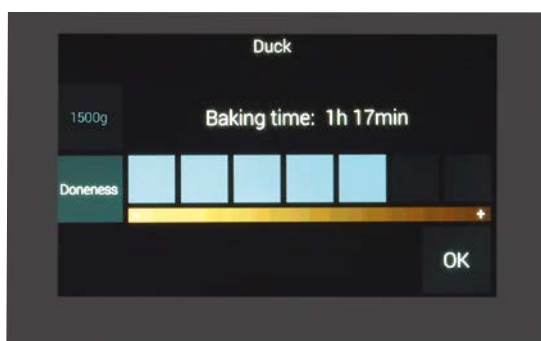 Duck
1500g
Baking time: 1h 17min
Doneness
- +
OK